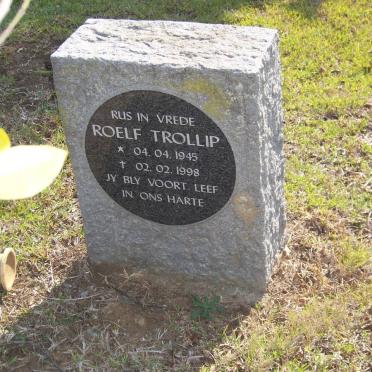 RUS IN VREDE
ROELF TROLLIP
* 04. 04. 1945
† 02. 02. 1998
JY BLY VOORT LEEF
IN ONS HARTE